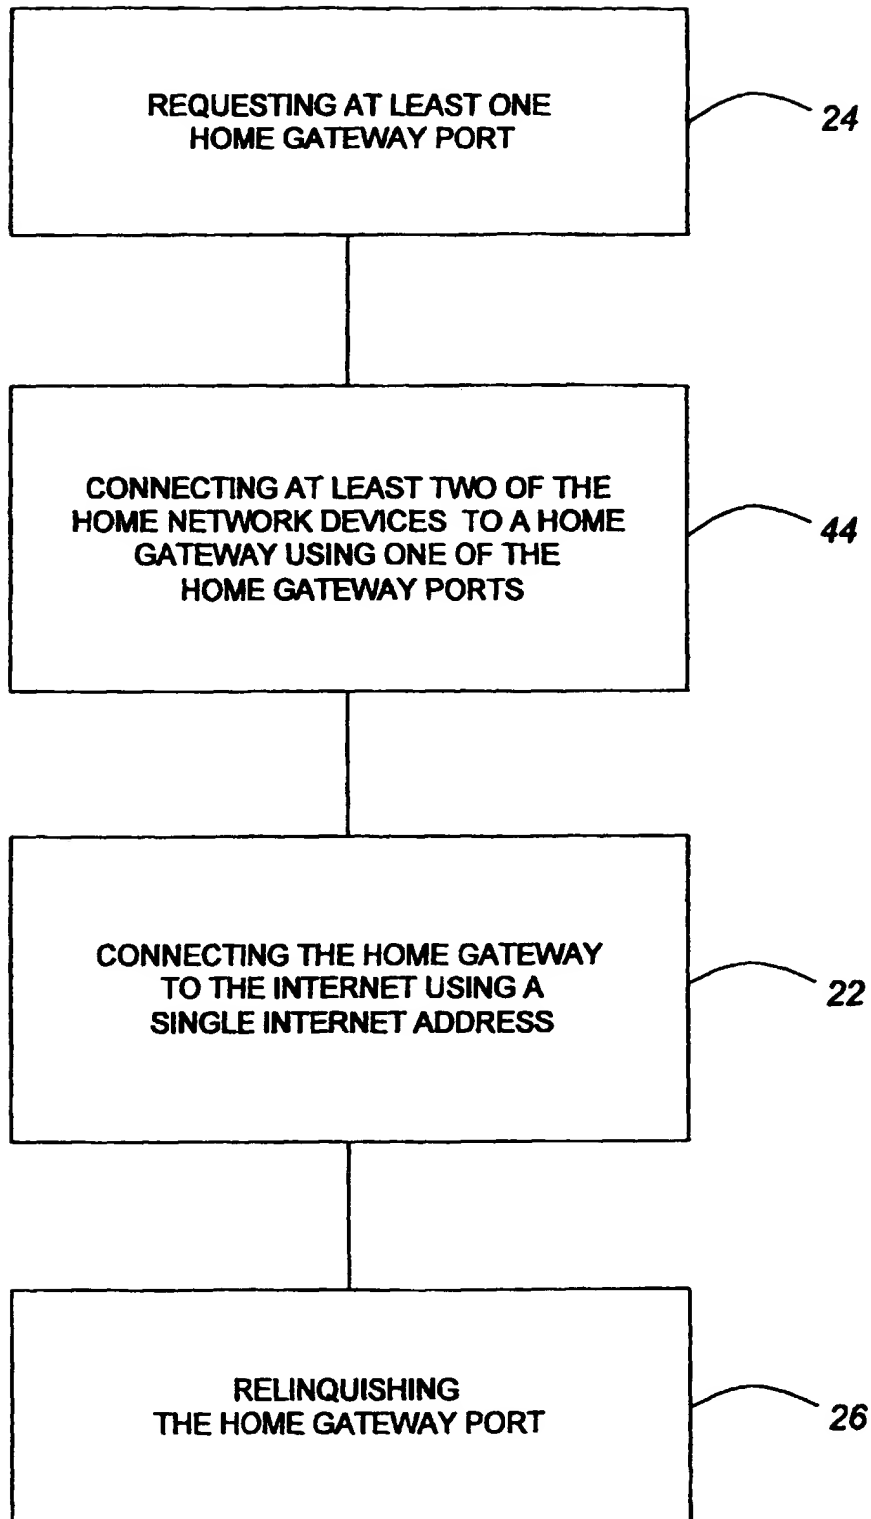 REQUESTING AT LEAST ONE
HOME GATEWAY PORT
24
CONNECTING AT LEAST TWO OF THE
HOME NETWORK DEVICES TO A HOME
GATEWAY USING ONE OF THE
HOME GATEWAY PORTS
44
CONNECTING THE HOME GATEWAY
TO THE INTERNET USING A
SINGLE INTERNET ADDRESS
22
RELINQUISHING
THE HOME GATEWAY PORT
26